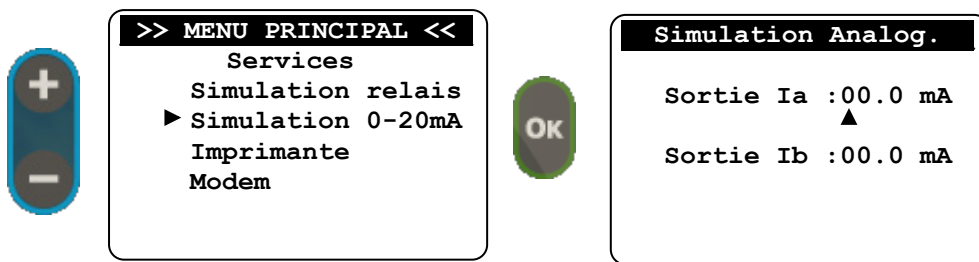 >> MENU PRINCIPAL <<
Services
Simulation relais
Simulation 0-20mA
Imprimante
Modem
OK
Simulation Analog.
Sortie Ia :00.0 mA
Sortie Ib :00.0 mA